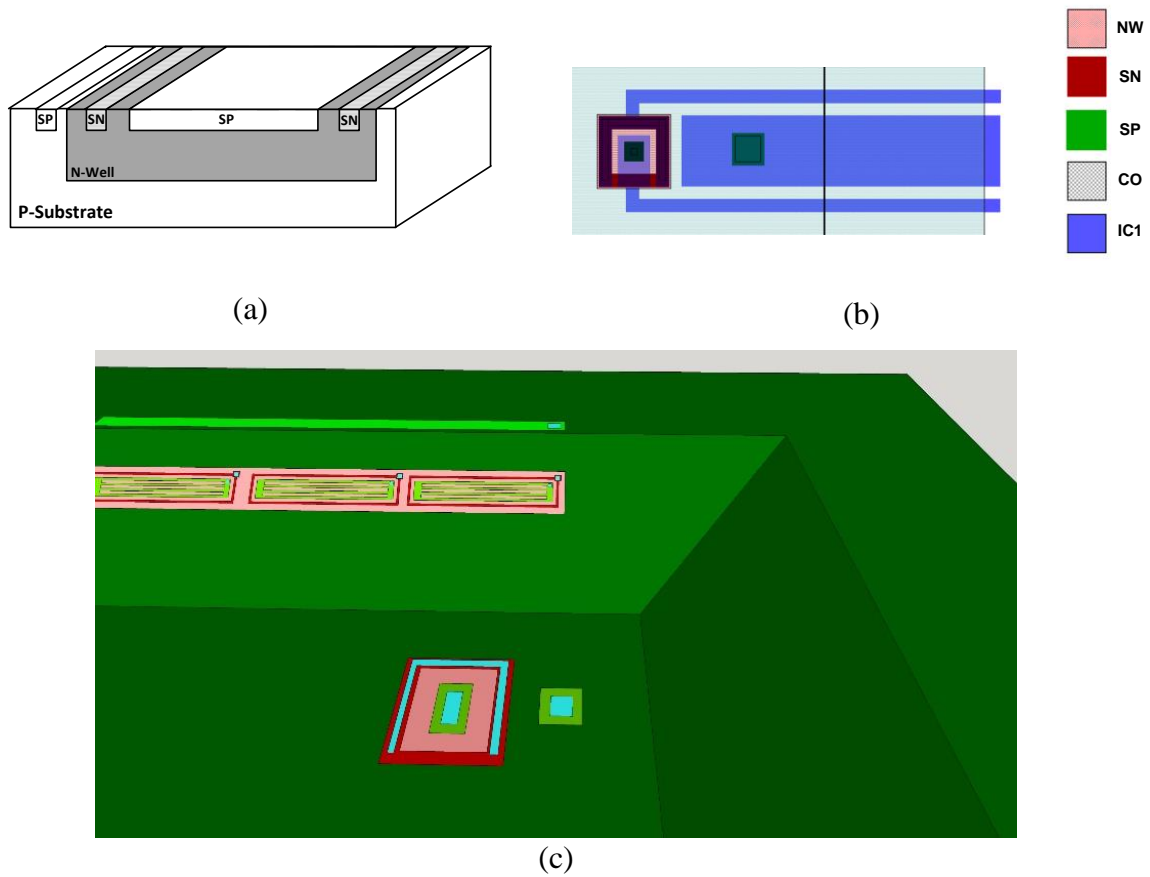 SP
SN
SP
SN
N-Well
P-Substrate
(a)
(b)
NW
SN
SP
CO
IC1
(c)